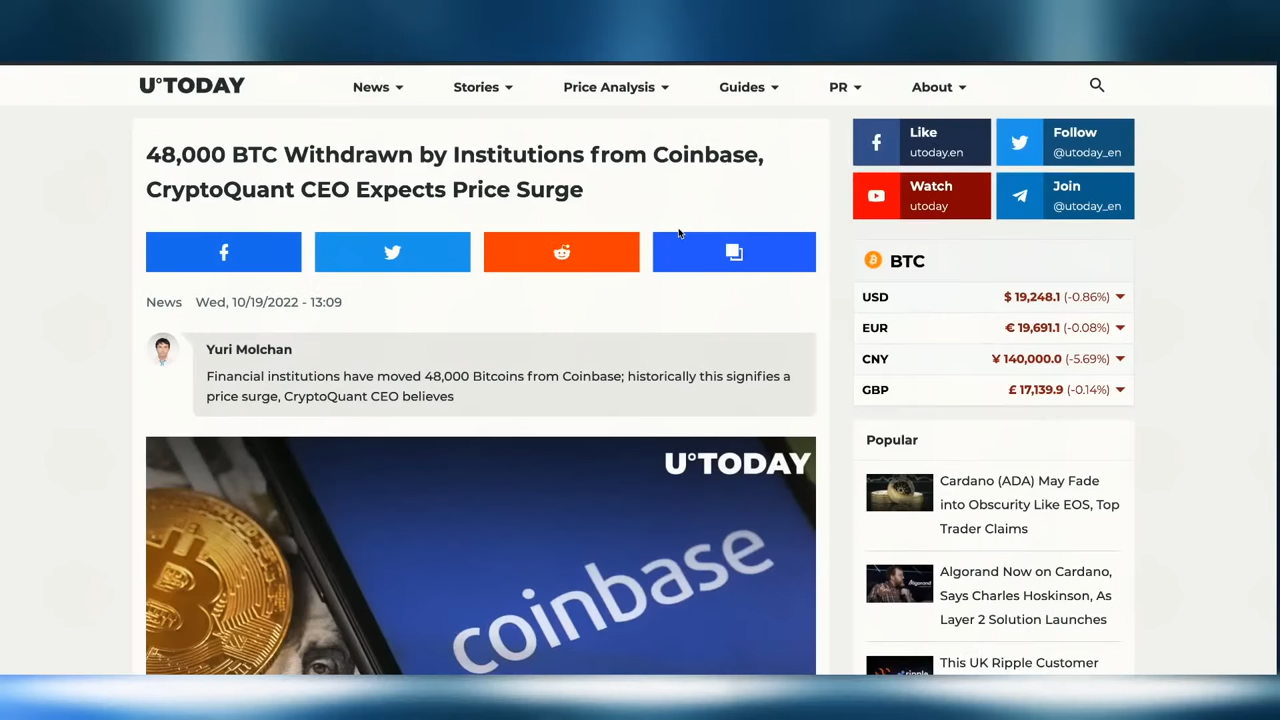 U°TODAY
News
Stories
Price Analysis
Guides
PR
About
48,000 BTC Withdrawn by Institutions from Coinbase,
CryptoQuant CEO Expects Price Surge
News Wed, 10/19/2022 - 13:09
Yuri Molchan
Financial institutions have moved 48,000 Bitcoins from Coinbase; historically this signifies a
price surge, CryptoQuant CEO believes
U°TODAY
coinbase
Like
utoday.en
Follow
@utoday_en
Watch
utoday
Join
@utoday_en
BTC
USD $ 19,248.1 (-0.86%)
EUR € 19,691.1 (-0.08%)
CNY ¥ 140,000.0 (-5.69%)
GBP £ 17,139.9 (-0.14%)
Popular
Cardano (ADA) May Fade
into Obscurity Like EOS, Top
Trader Claims
Algorand Now on Cardano,
Says Charles Hoskinson, As
Layer 2 Solution Launches
This UK Ripple Customer